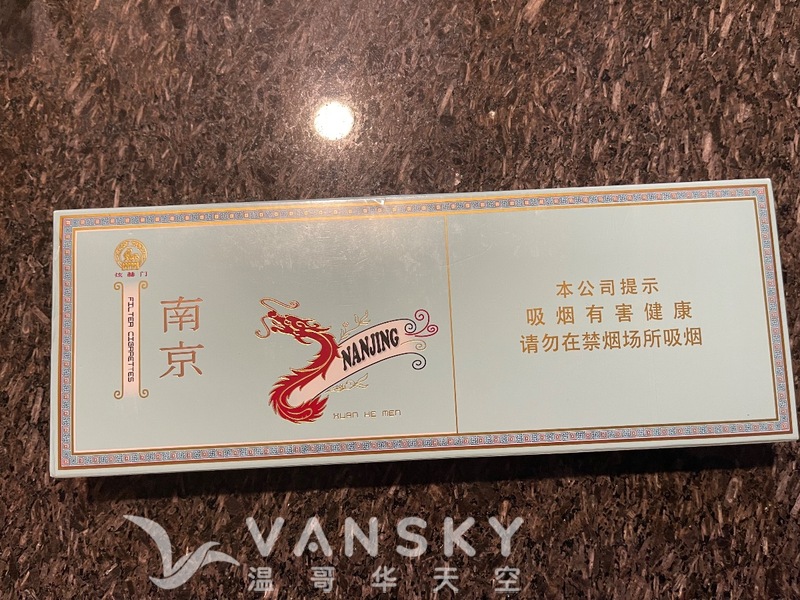 炫赫门
FILTER CIGARETTES
南京
NANJING
XUAN HE MEN
本公司提示
吸烟有害健康
请勿在禁烟场所吸烟
VANSKY
温哥华天空